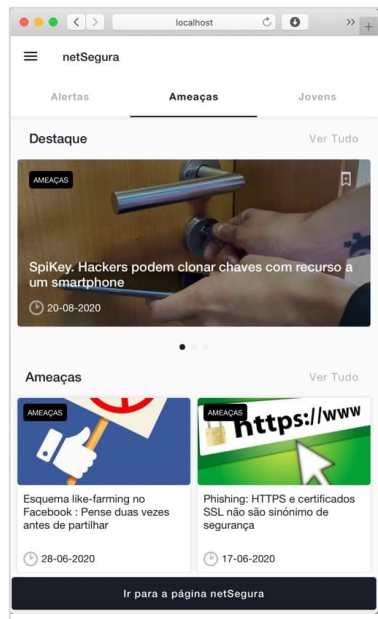 localhost
netSegura
Alertas Ameaças Jovens
Destaque Ver Tudo
AMEAÇAS
SpiKey. Hackers podem clonar chaves com recurso a
um smartphone
20-08-2020
Ameaças Ver Tudo
AMEAÇAS
Esquema like-farming no
Facebook : Pense duas vezes
antes de partilhar
28-06-2020
AMEAÇAS
https://www
Phishing: HTTPS e certificados
SSL não são sinónimo de
segurança
17-06-2020
Ir para a página netSegura